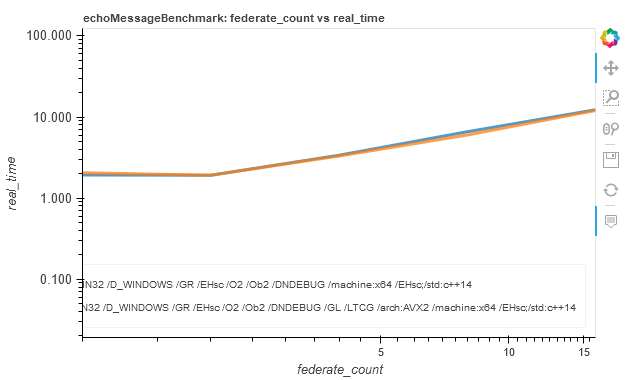 echoMessageBenchmark: federate_count vs real_time
100.000
10.000
1.000
0.100
real_time
IN32 /D_WINDOWS /GR /EHsc /O2 /Ob2 /DNDEBUG /machine:x64 /EHsc;/std:c++14
N32 /D_WINDOWS /GR /EHsc /O2 /Ob2 /DNDEBUG /GL /LTCG /arch:AVX2 /machine:x64 /EHsc;/std:c++14
5
10
15
federate_count